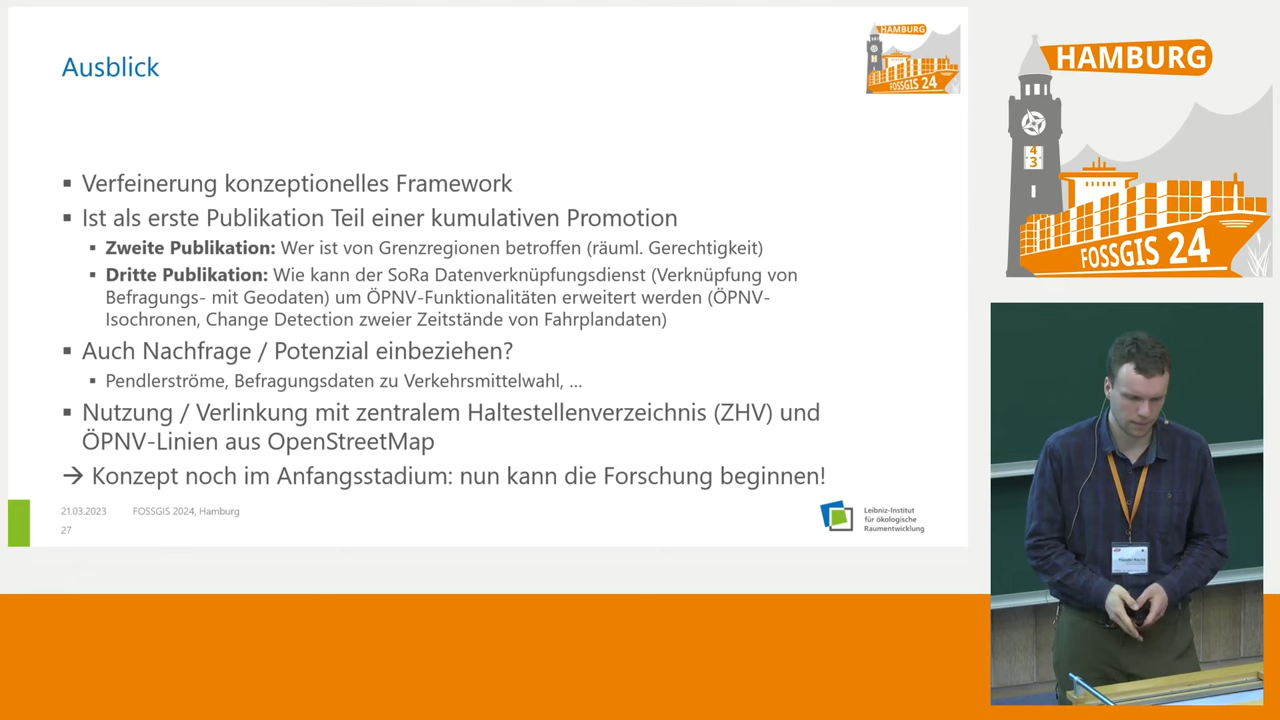 Ausblick
HAMBURG
FOSSGIS 24
▪ Verfeinerung konzeptionelles Framework
▪ Ist als erste Publikation Teil einer kumulativen Promotion
▪ Zweite Publikation: Wer ist von Grenzregionen betroffen (räuml. Gerechtigkeit)
▪ Dritte Publikation: Wie kann der SoRa Datenverknüpfungsdienst (Verknüpfung von
Befragungs- mit Geodaten) um ÖPNV-Funktionalitäten erweitert werden (ÖPNV-
Isochronen, Change Detection zweier Zeitstände von Fahrplandaten)
▪ Auch Nachfrage / Potenzial einbeziehen?
▪ Pendlerströme, Befragungsdaten zu Verkehrsmittelwahl, ...
▪ Nutzung / Verlinkung mit zentralem Haltestellenverzeichnis (ZHV) und
ÖPNV-Linien aus OpenStreetMap
→ Konzept noch im Anfangsstadium: nun kann die Forschung beginnen!
21.03.2023 FOSSGIS 2024, Hamburg
27
Leibniz-Institut
für ökologische
Raumentwicklung
HAMBURG
4
3
FOSSGIS 24